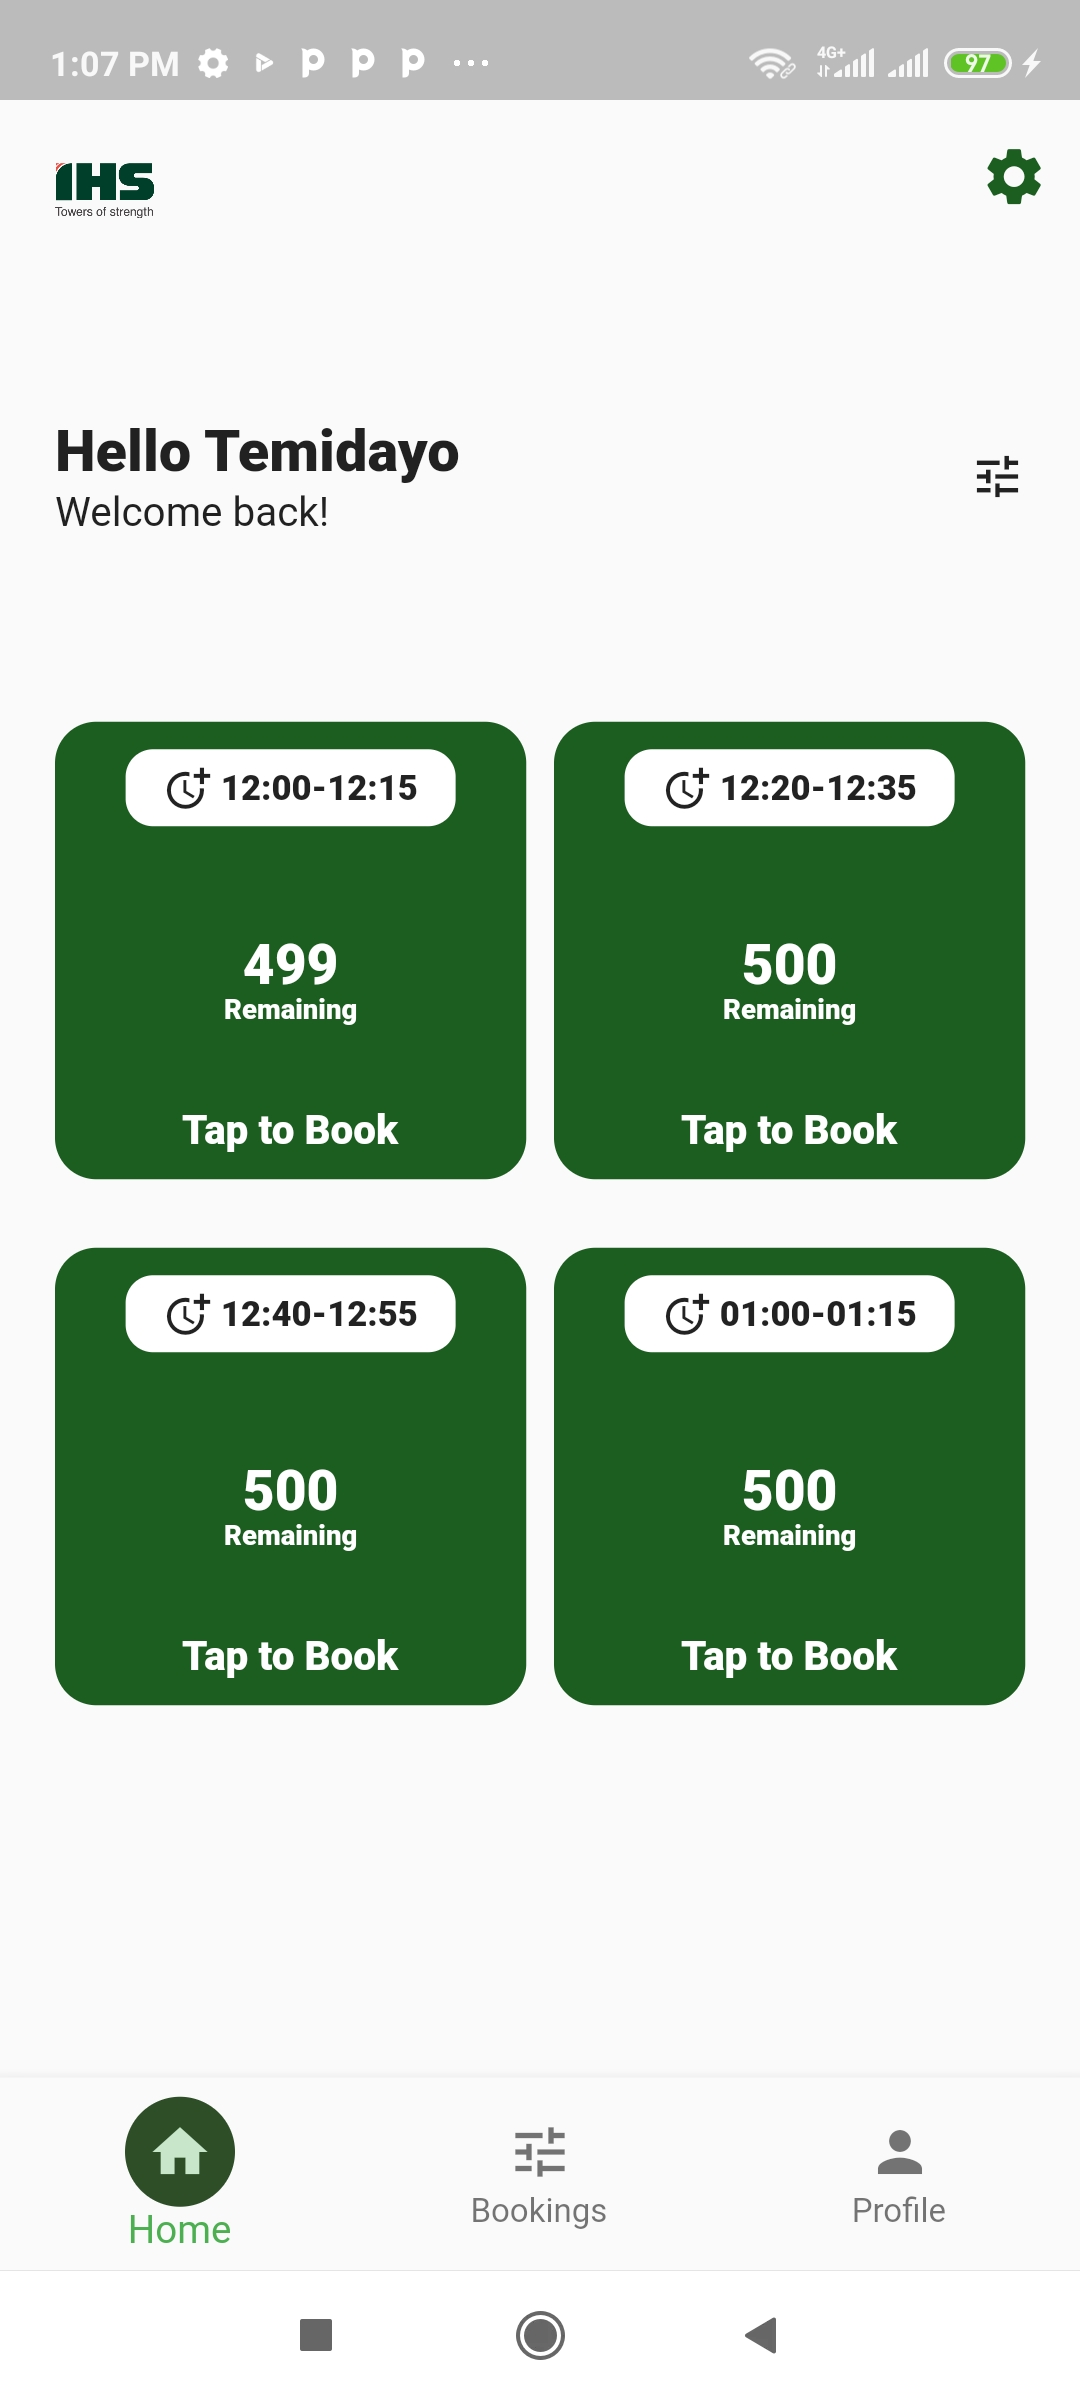 1:07 PM
4G+
97
IHS
Towers of strength
Hello Temidayo
Welcome back!
12:00-12:15
499
Remaining
Tap to Book
12:20-12:35
500
Remaining
Tap to Book
12:40-12:55
500
Remaining
Tap to Book
01:00-01:15
500
Remaining
Tap to Book
Home
Bookings
Profile